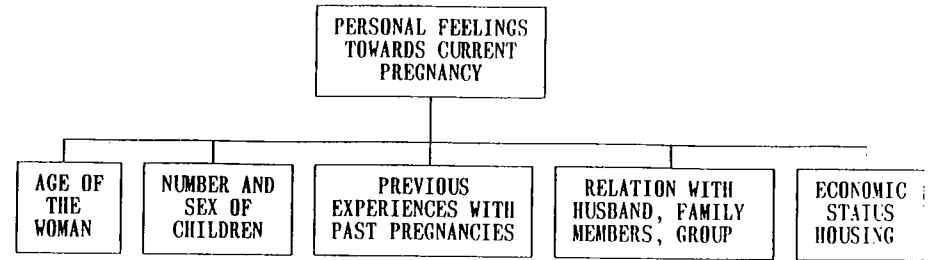 PERSONAL FEELINGS
TOWARDS CURRENT
PREGNANCY
AGE OF
THE
WOMAN
NUMBER AND
SEX OF
CHILDREN
PREVIOUS
EXPERIENCES WITH
PAST PREGNANCIES
RELATION WITH
HUSBAND, FAMILY
MEMBERS, GROUP
ECONOMIC
STATUS
HOUSING